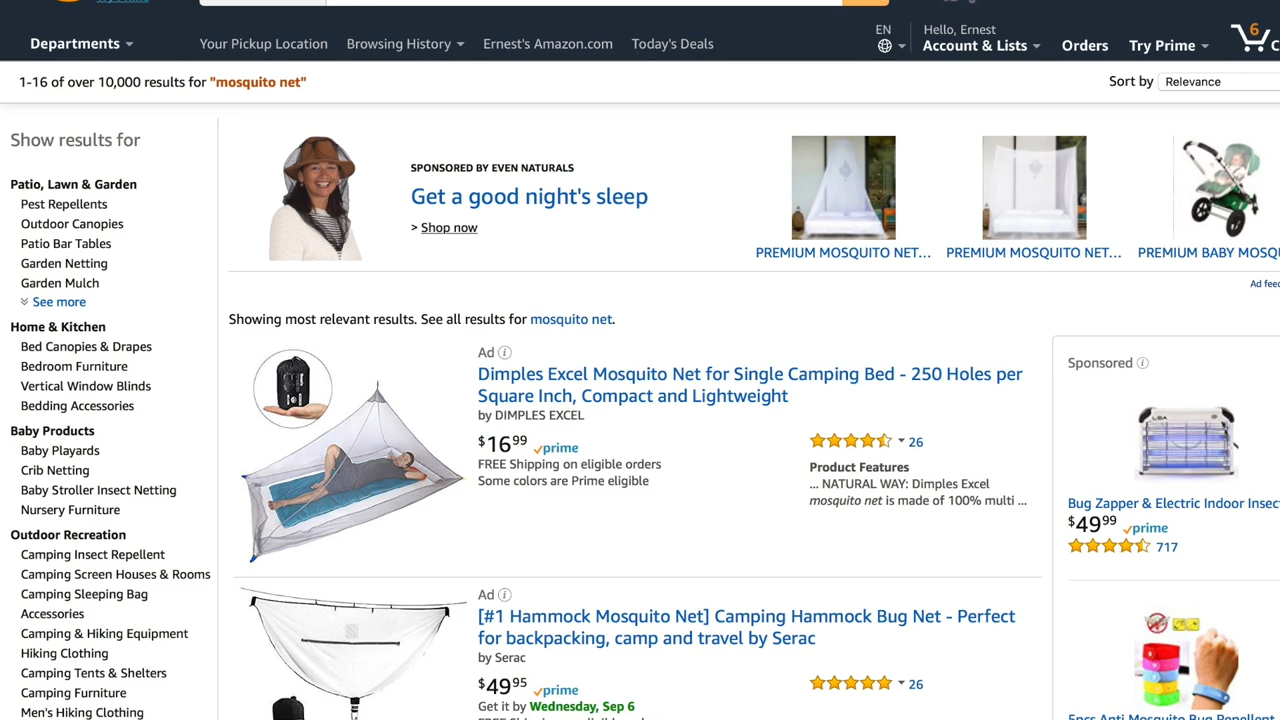 Try Prime
Departments
Your Pickup Location
Browsing History
Ernest's Amazon.com
Today's Deals
EN
Hello, Ernest
Account & Lists
Orders
Try Prime
6
C
1-16 of over 10,000 results for "mosquito net"
Sort by
Relevance
Show results for
Patio, Lawn & Garden
Pest Repellents
Outdoor Canopies
Patio Bar Tables
Garden Netting
Garden Mulch
See more
Home & Kitchen
Bed Canopies & Drapes
Bedroom Furniture
Vertical Window Blinds
Bedding Accessories
Baby Products
Baby Playards
Crib Netting
Baby Stroller Insect Netting
Nursery Furniture
Outdoor Recreation
Camping Insect Repellent
Camping Screen Houses & Rooms
Camping Sleeping Bag
Accessories
Camping & Hiking Equipment
Hiking Clothing
Camping Tents & Shelters
Camping Furniture
Men's Hiking Clothing
SPONSORED BY EVEN NATURALS
Get a good night's sleep
> Shop now
PREMIUM MOSQUITO NET...
PREMIUM MOSQUITO NET...
PREMIUM BABY MOSQU
Ad feed
Showing most relevant results. See all results for mosquito net.
Ad
Dimples Excel Mosquito Net for Single Camping Bed - 250 Holes per
Square Inch, Compact and Lightweight
by DIMPLES EXCEL
$16.99 prime
FREE Shipping on eligible orders
Some colors are Prime eligible
26
Product Features
... NATURAL WAY: Dimples Excel
mosquito net is made of 100% multi ...
Ad
[#1 Hammock Mosquito Net] Camping Hammock Bug Net - Perfect
for backpacking, camp and travel by Serac
by Serac
$49.95 prime
Get it by Wednesday, Sep 6
26
Sponsored
LiBA
Bug Zapper & Electric Indoor Insec
$49.99 prime
717
5pcs Anti Mosquito Bug Repellent